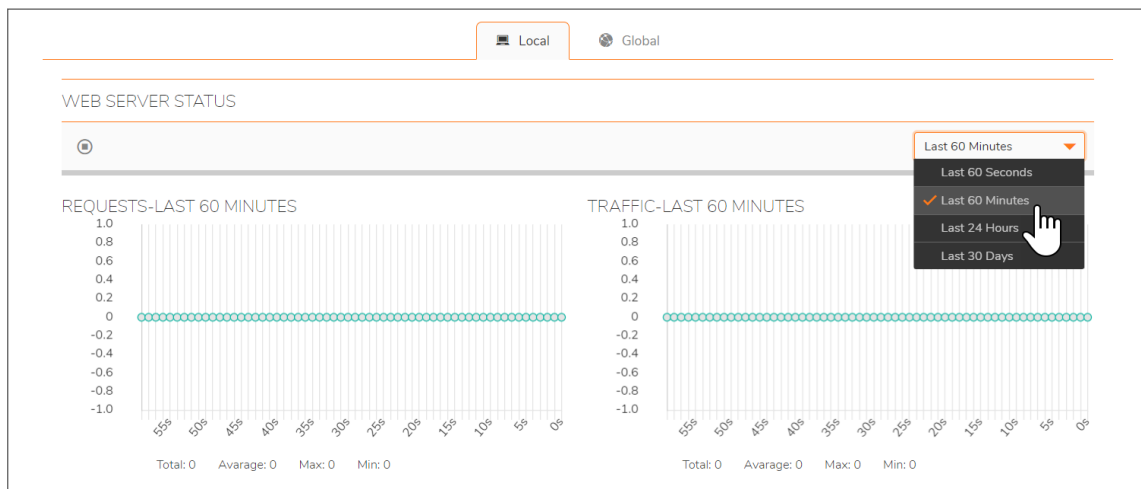 Local Global
WEB SERVER STATUS
Last 60 Minutes
Last 60 Seconds
Last 60 Minutes
Last 24 Hours
Last 30 Days
REQUESTS-LAST 60 MINUTES
1.0
0.8
0.6
0.4
0.2
0
-0.2
-0.4
-0.6
-0.8
-1.0
55s 50s 45s 40s 35s 30s 25s 20s 15s 10s 5s 0s
Total: 0 Avarage: 0 Max: 0 Min: 0
TRAFFIC-LAST 60 MINUTES
1.0
0.8
0.6
0.4
0.2
0
-0.2
-0.4
-0.6
-0.8
-1.0
55s 50s 45s 40s 35s 30s 25s 20s 15s 10s 5s 0s
Total: 0 Avarage: 0 Max: 0 Min: 0